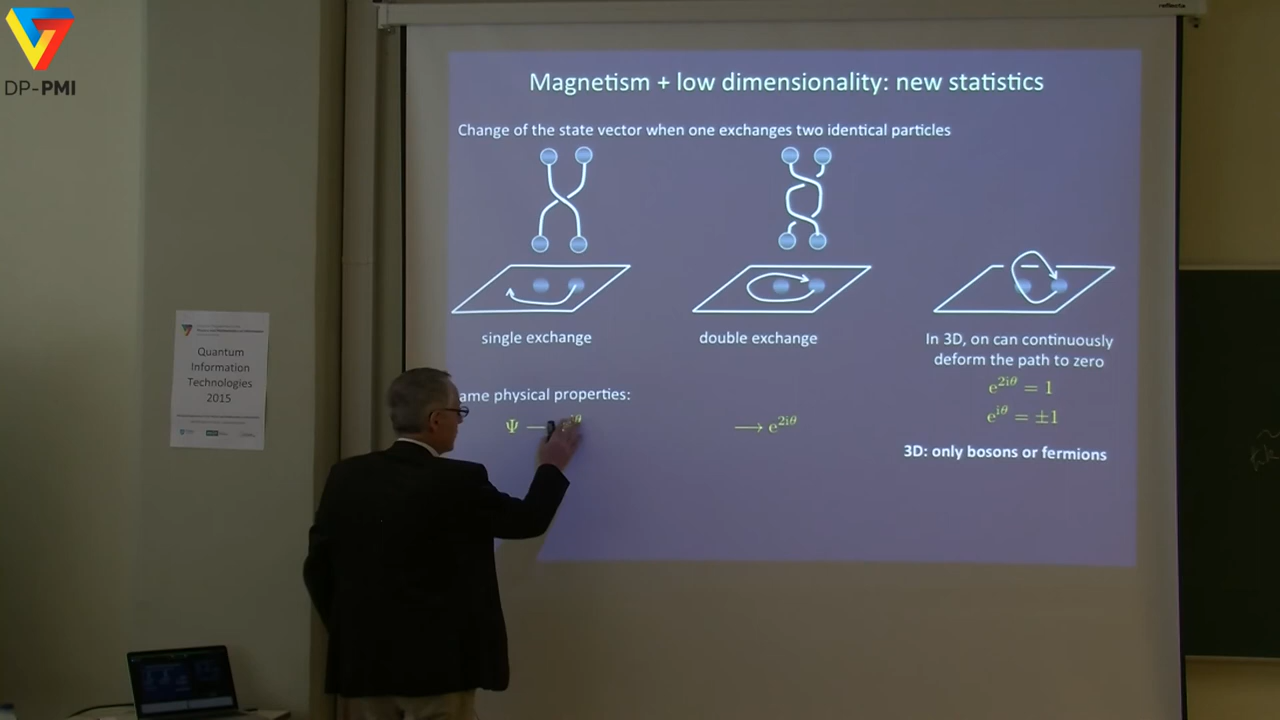 DP-PMI
reflecta
Magnetism + low dimensionality: new statistics
Change of the state vector when one exchanges two identical particles
single exchange
double exchange
In 3D, on can continuously
deform the path to zero
e^{2iθ} = 1
e^{iθ} = ±1
3D: only bosons or fermions
ame physical properties:
Ψ — e^{iθ}
⟶ e^{2iθ}
Quantum
Information
Technologies
2015